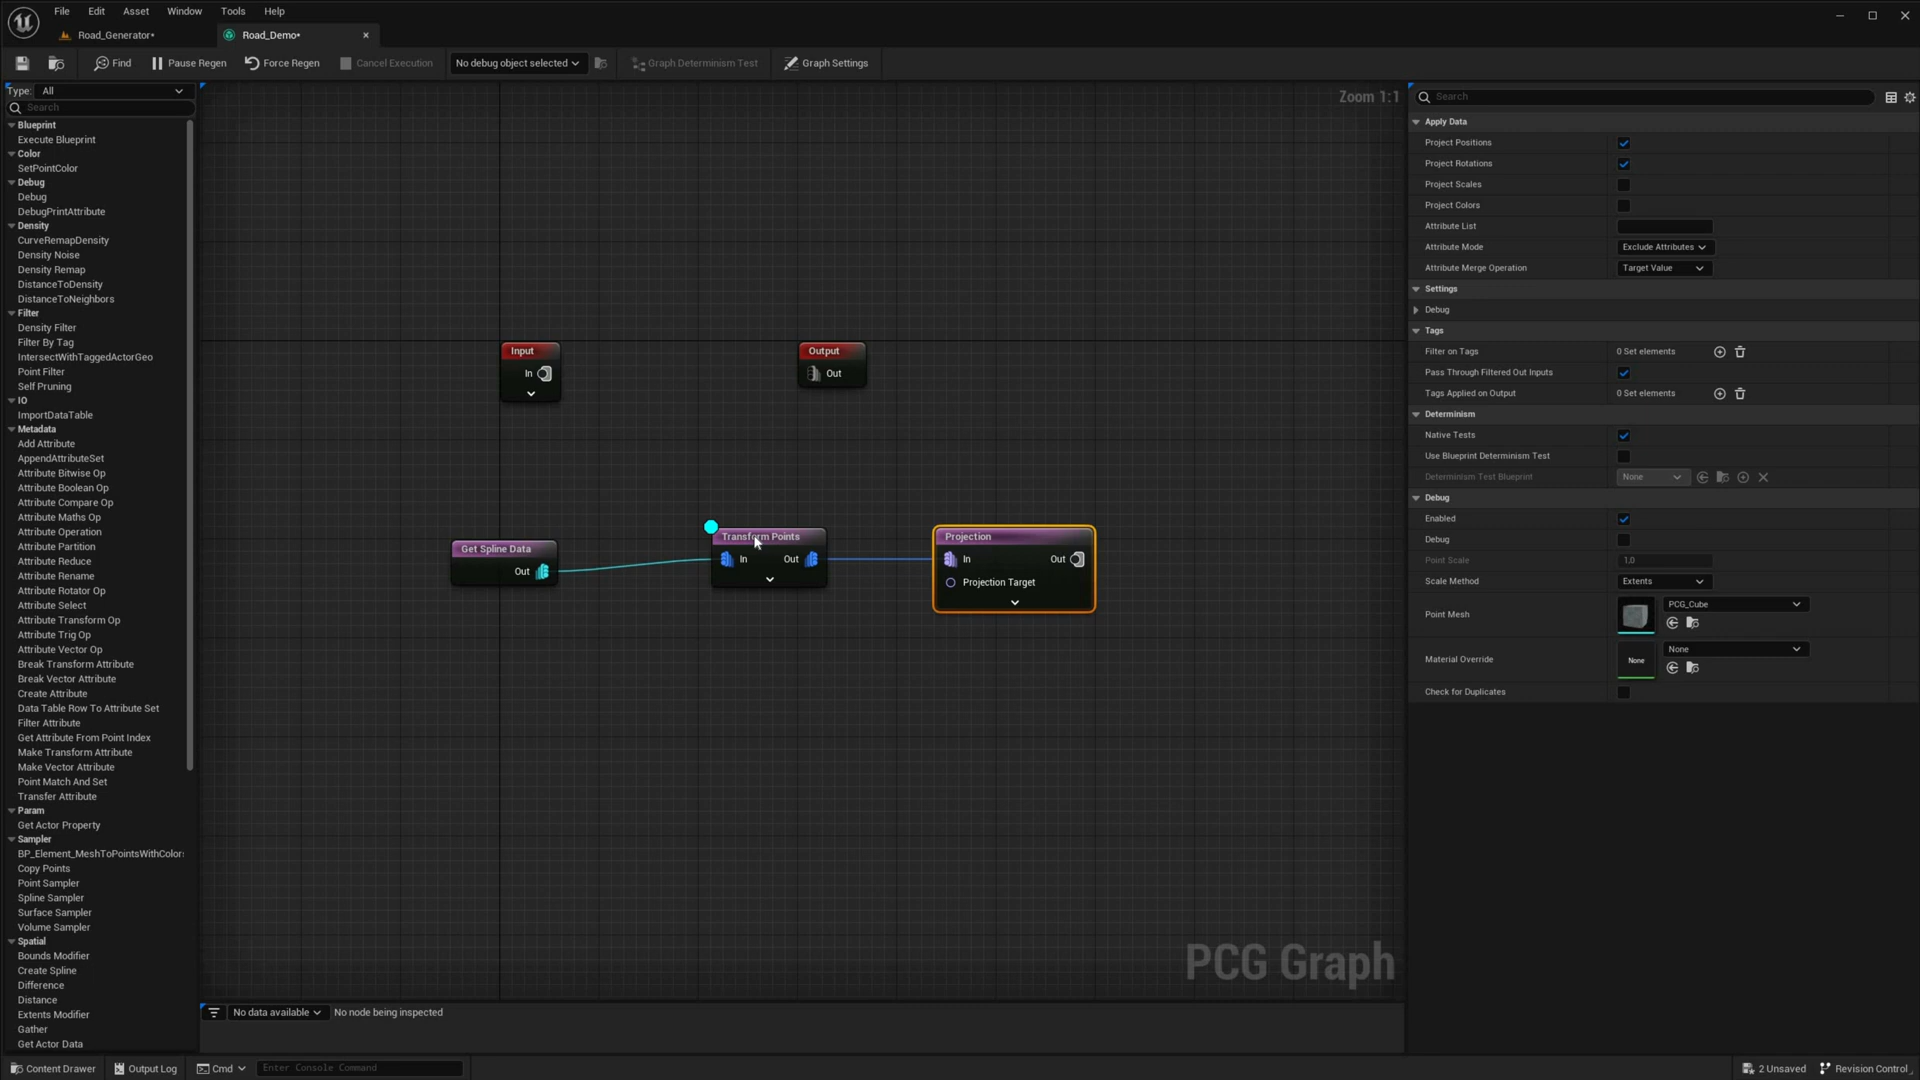 File Edit Asset Window Tools Help
Road_Generator* Road_Demo*
Find Pause Regen Force Regen Cancel Execution No debug object selected Graph Determinism Test Graph Settings
Type: All
Search
Blueprint
Execute Blueprint
Color
SetPointColor
Debug
Debug
DebugPrintAttribute
Density
CurveRemapDensity
Density Noise
Density Remap
DistanceToDensity
DistanceToNeighbors
Filter
Density Filter
Filter By Tag
IntersectWithTaggedActorGeo
Point Filter
Self Pruning
IO
ImportDataTable
Metadata
Add Attribute
AppendAttributeSet
Attribute Bitwise Op
Attribute Boolean Op
Attribute Compare Op
Attribute Maths Op
Attribute Operation
Attribute Partition
Attribute Reduce
Attribute Rename
Attribute Rotator Op
Attribute Select
Attribute Transform Op
Attribute Trig Op
Attribute Vector Op
Break Transform Attribute
Break Vector Attribute
Create Attribute
Data Table Row To Attribute Set
Filter Attribute
Get Attribute From Point Index
Make Transform Attribute
Make Vector Attribute
Point Match And Set
Transfer Attribute
Param
Get Actor Property
Sampler
BP_Element_MeshToPointsWithColor
Copy Points
Point Sampler
Spline Sampler
Surface Sampler
Volume Sampler
Spatial
Bounds Modifier
Create Spline
Difference
Distance
Extents Modifier
Gather
Get Actor Data
Zoom 1:1
Input
In
Output
Out
Get Spline Data
Out
Transform Points
In Out
Projection
In Out
Projection Target
PCG Graph
No data available No node being inspected
Search
Apply Data
Project Positions
Project Rotations
Project Scales
Project Colors
Attribute List
Attribute Mode Exclude Attributes
Attribute Merge Operation Target Value
Settings
Debug
Tags
Filter on Tags 0 Set elements
Pass Through Filtered Out Inputs
Tags Applied on Output 0 Set elements
Determinism
Native Tests
Use Blueprint Determinism Test
Determinism Test Blueprint None
Debug
Enabled
Debug
Point Scale 1.0
Scale Method Extents
Point Mesh PCG_Cube
Material Override None None
Check for Duplicates
Content Drawer Output Log Cmd Enter Console Command 2 Unsaved Revision Control